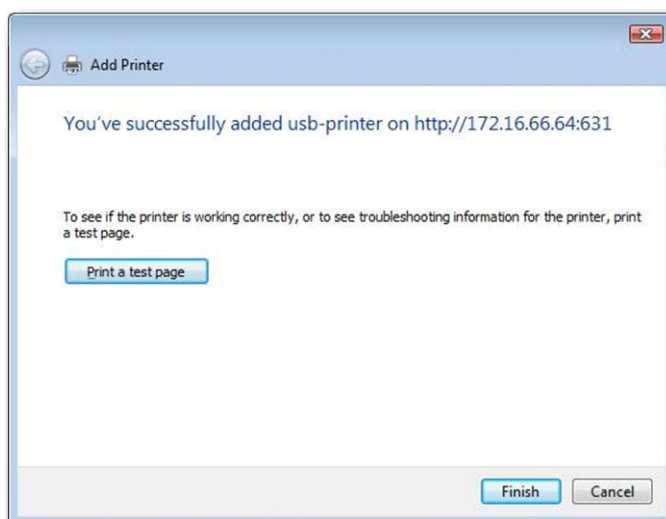 Add Printer
You've successfully added usb-printer on http://172.16.66.64:631
To see if the printer is working correctly, or to see troubleshooting information for the printer, print
a test page.
Print a test page
Finish
Cancel